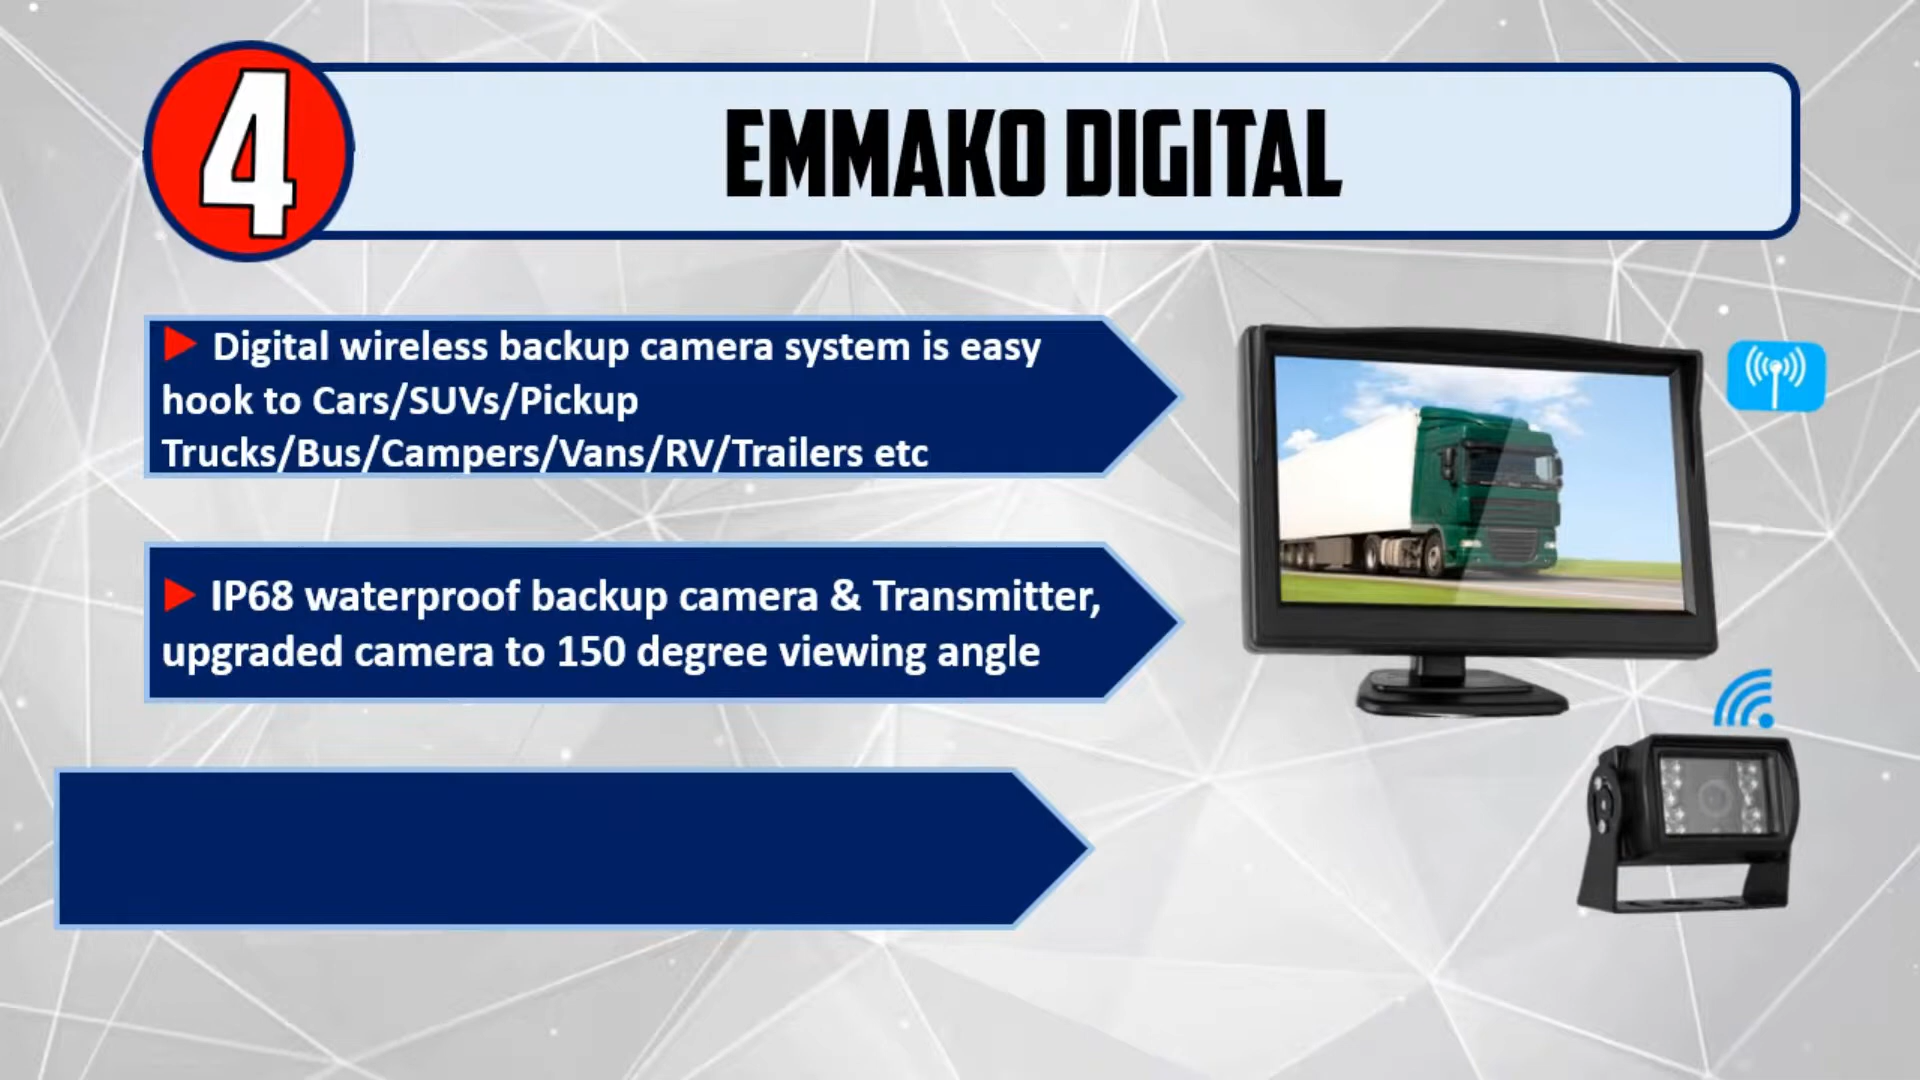 4
EMMAKO DIGITAL
Digital wireless backup camera system is easy
hook to Cars/SUVs/Pickup
Trucks/Bus/Campers/Vans/RV/Trailers etc
IP68 waterproof backup camera & Transmitter,
upgraded camera to 150 degree viewing angle